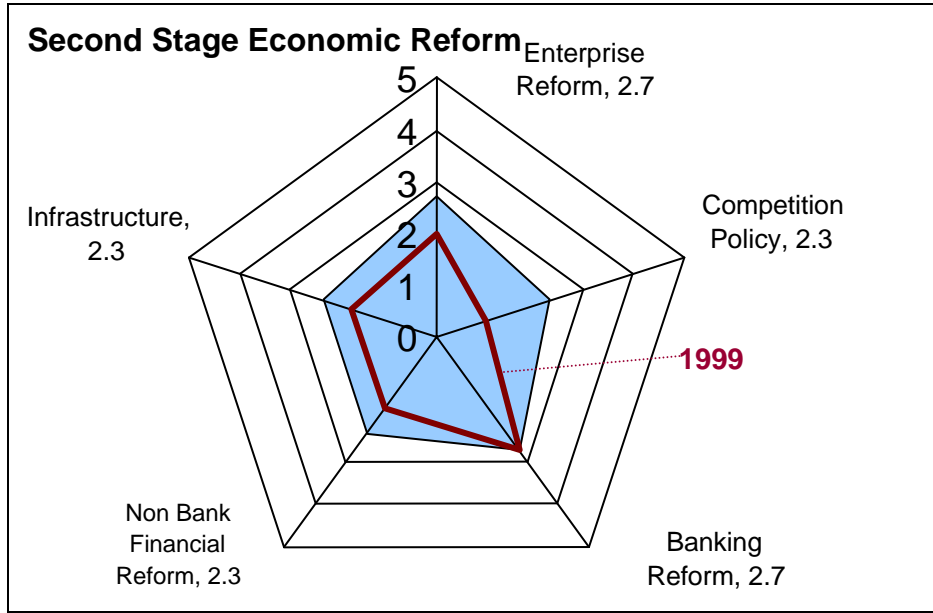 Second Stage Economic Reform
Enterprise
Reform, 2.7
5
4
3
2
1
0
Competition
Policy, 2.3
Infrastructure,
2.3
1999
Non Bank
Financial
Reform, 2.3
Banking
Reform, 2.7